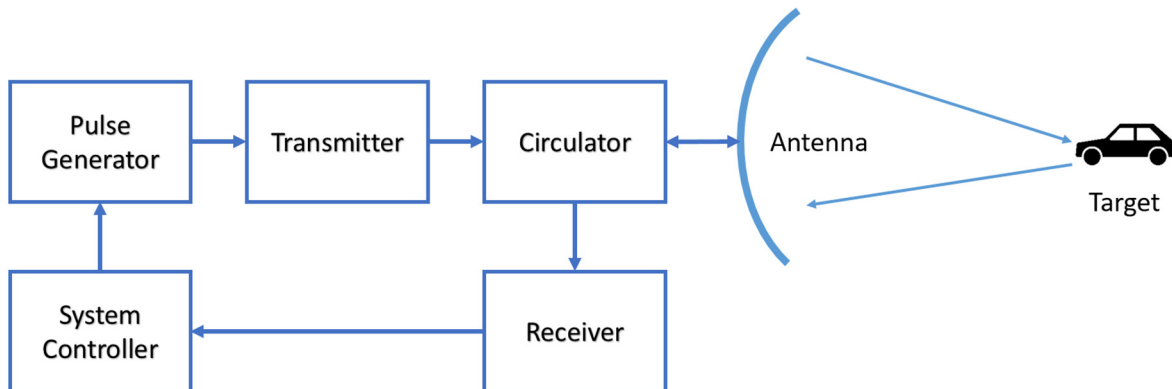 Pulse
Generator
Transmitter
Circulator
Antenna
Target
System
Controller
Receiver